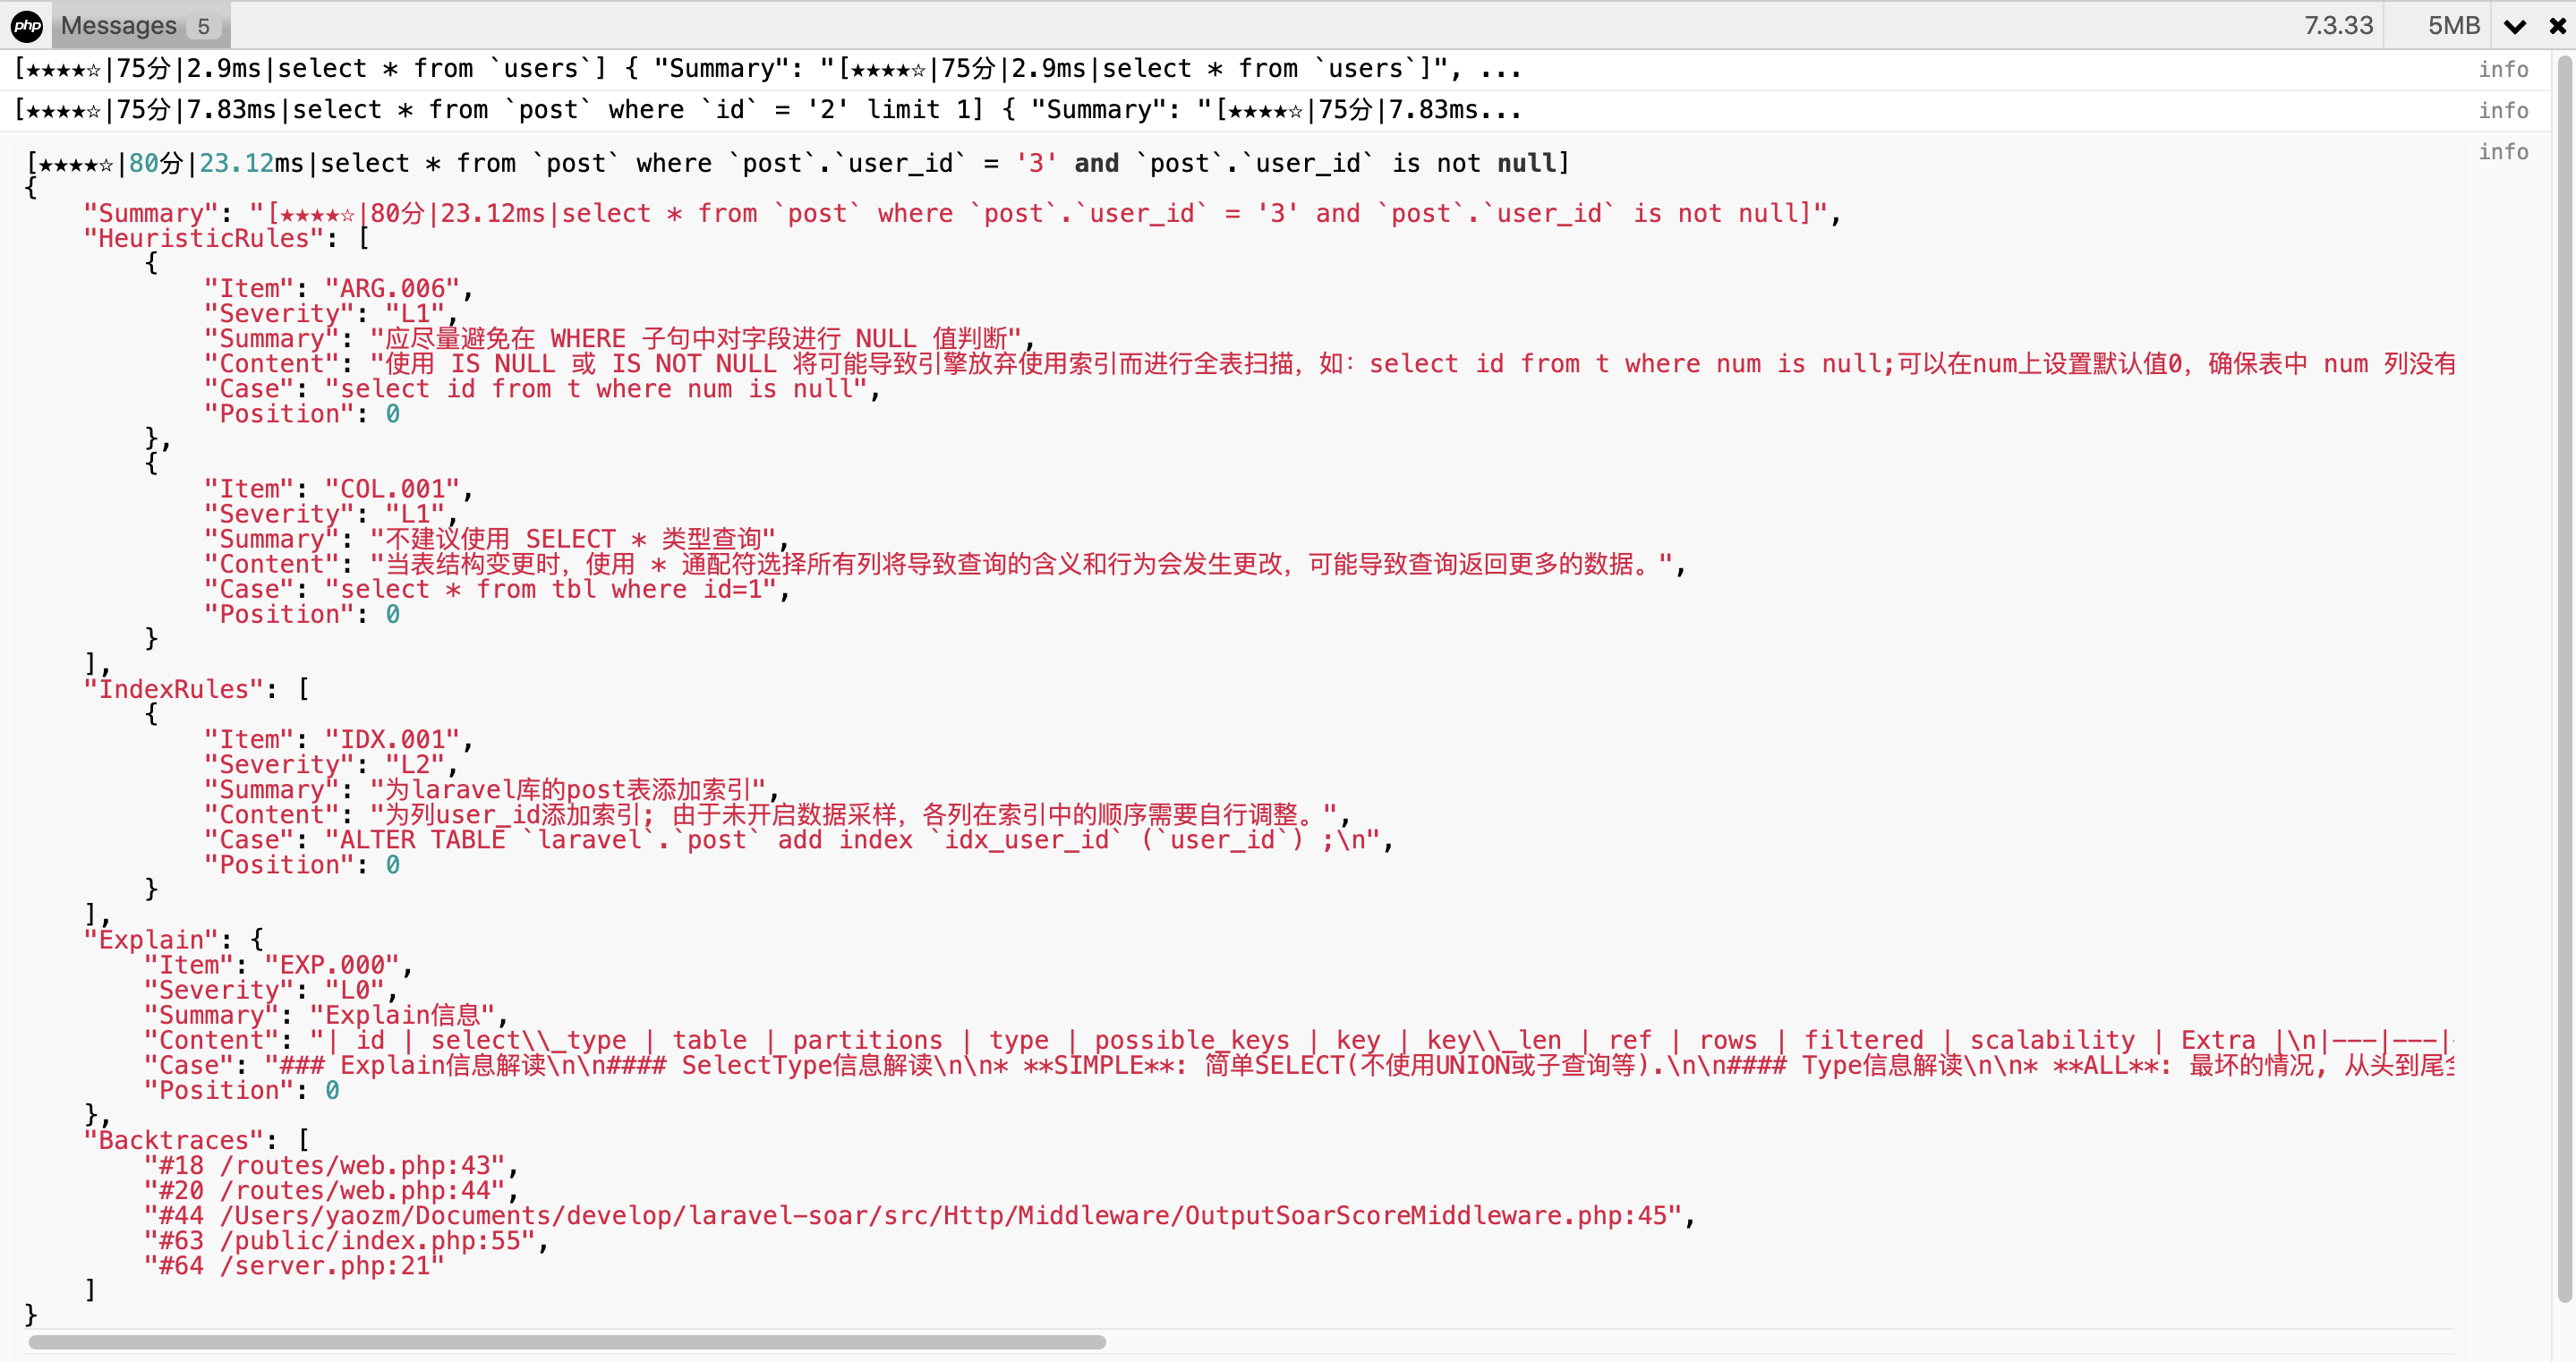 php Messages 5 7.3.33 5MB
[★★★★☆|75分|2.9ms|select * from `users`] { "Summary": "[★★★★☆|75分|2.9ms|select * from `users`]", ... info
[★★★★☆|75分|7.83ms|select * from `post` where `id` = '2' limit 1] { "Summary": "[★★★★☆|75分|7.83ms... info
[★★★★☆|80分|23.12ms|select * from `post` where `post`.`user_id` = '3' and `post`.`user_id` is not null] info
{
"Summary": "[★★★★☆|80分|23.12ms|select * from `post` where `post`.`user_id` = '3' and `post`.`user_id` is not null]",
"HeuristicRules": [
{
"Item": "ARG.006",
"Severity": "L1",
"Summary": "应尽量避免在 WHERE 子句中对字段进行 NULL 值判断",
"Content": "使用 IS NULL 或 IS NOT NULL 将可能导致引擎放弃使用索引而进行全表扫描，如：select id from t where num is null;可以在num上设置默认值0，确保表中 num 列没有
"Case": "select id from t where num is null",
"Position": 0
},
{
"Item": "COL.001",
"Severity": "L1",
"Summary": "不建议使用 SELECT * 类型查询",
"Content": "当表结构变更时，使用 * 通配符选择所有列将导致查询的含义和行为会发生更改，可能导致查询返回更多的数据。",
"Case": "select * from tbl where id=1",
"Position": 0
}
],
"IndexRules": [
{
"Item": "IDX.001",
"Severity": "L2",
"Summary": "为laravel库的post表添加索引",
"Content": "为列user_id添加索引; 由于未开启数据采样，各列在索引中的顺序需要自行调整。",
"Case": "ALTER TABLE `laravel`.`post` add index `idx_user_id` (`user_id`) ;\n",
"Position": 0
}
],
"Explain": {
"Item": "EXP.000",
"Severity": "L0",
"Summary": "Explain信息",
"Content": "| id | select\\_type | table | partitions | type | possible_keys | key | key\\_len | ref | rows | filtered | scalability | Extra |\n|---|---|
"Case": "### Explain信息解读\n\n#### SelectType信息解读\n\n* **SIMPLE**: 简单SELECT(不使用UNION或子查询等).\n\n#### Type信息解读\n\n* **ALL**: 最坏的情况, 从头到尾
"Position": 0
},
"Backtraces": [
"#18 /routes/web.php:43",
"#20 /routes/web.php:44",
"#44 /Users/yaozm/Documents/develop/laravel-soar/src/Http/Middleware/OutputSoarScoreMiddleware.php:45",
"#63 /public/index.php:55",
"#64 /server.php:21"
]
}